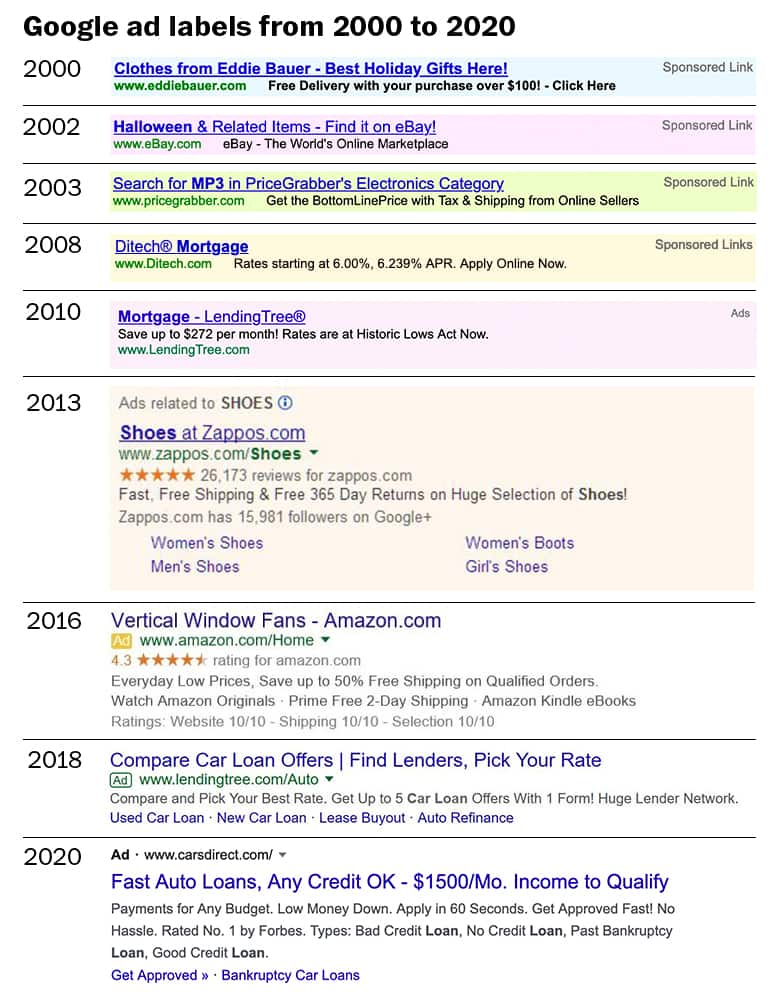 Google ad labels from 2000 to 2020
2000
Clothes from Eddie Bauer - Best Holiday Gifts Here!
Sponsored Link
www.eddiebauer.com Free Delivery with your purchase over $100! - Click Here
2002
Halloween & Related Items - Find it on eBay!
Sponsored Link
www.eBay.com eBay - The World's Online Marketplace
2003
Search for MP3 in PriceGrabber's Electronics Category
Sponsored Link
www.pricegrabber.com Get the BottomLinePrice with Tax & Shipping from Online Sellers
2008
Ditech® Mortgage
Sponsored Links
www.Ditech.com Rates starting at 6.00%, 6.239% APR. Apply Online Now.
2010
Mortgage - LendingTree®
Ads
Save up to $272 per month! Rates are at Historic Lows Act Now.
www.LendingTree.com
2013
Ads related to SHOES
Shoes at Zappos.com
www.zappos.com/Shoes
26,173 reviews for zappos.com
Fast, Free Shipping & Free 365 Day Returns on Huge Selection of Shoes!
Zappos.com has 15,981 followers on Google+
Women's Shoes Women's Boots
Men's Shoes Girl's Shoes
2016
Vertical Window Fans - Amazon.com
Ad www.amazon.com/Home
4.3 ★★★★ rating for amazon.com
Everyday Low Prices, Save up to 50% Free Shipping on Qualified Orders.
Watch Amazon Originals · Prime Free 2-Day Shipping · Amazon Kindle eBooks
Ratings: Website 10/10 - Shipping 10/10 - Selection 10/10
2018
Compare Car Loan Offers | Find Lenders, Pick Your Rate
Ad www.lendingtree.com/Auto
Compare and Pick Your Best Rate. Get Up to 5 Car Loan Offers With 1 Form! Huge Lender Network.
Used Car Loan · New Car Loan · Lease Buyout · Auto Refinance
2020
Ad · www.carsdirect.com/
Fast Auto Loans, Any Credit OK - $1500/Mo. Income to Qualify
Payments for Any Budget. Low Money Down. Apply in 60 Seconds. Get Approved Fast! No
Hassle. Rated No. 1 by Forbes. Types: Bad Credit Loan, No Credit Loan, Past Bankruptcy
Loan, Good Credit Loan.
Get Approved » · Bankruptcy Car Loans